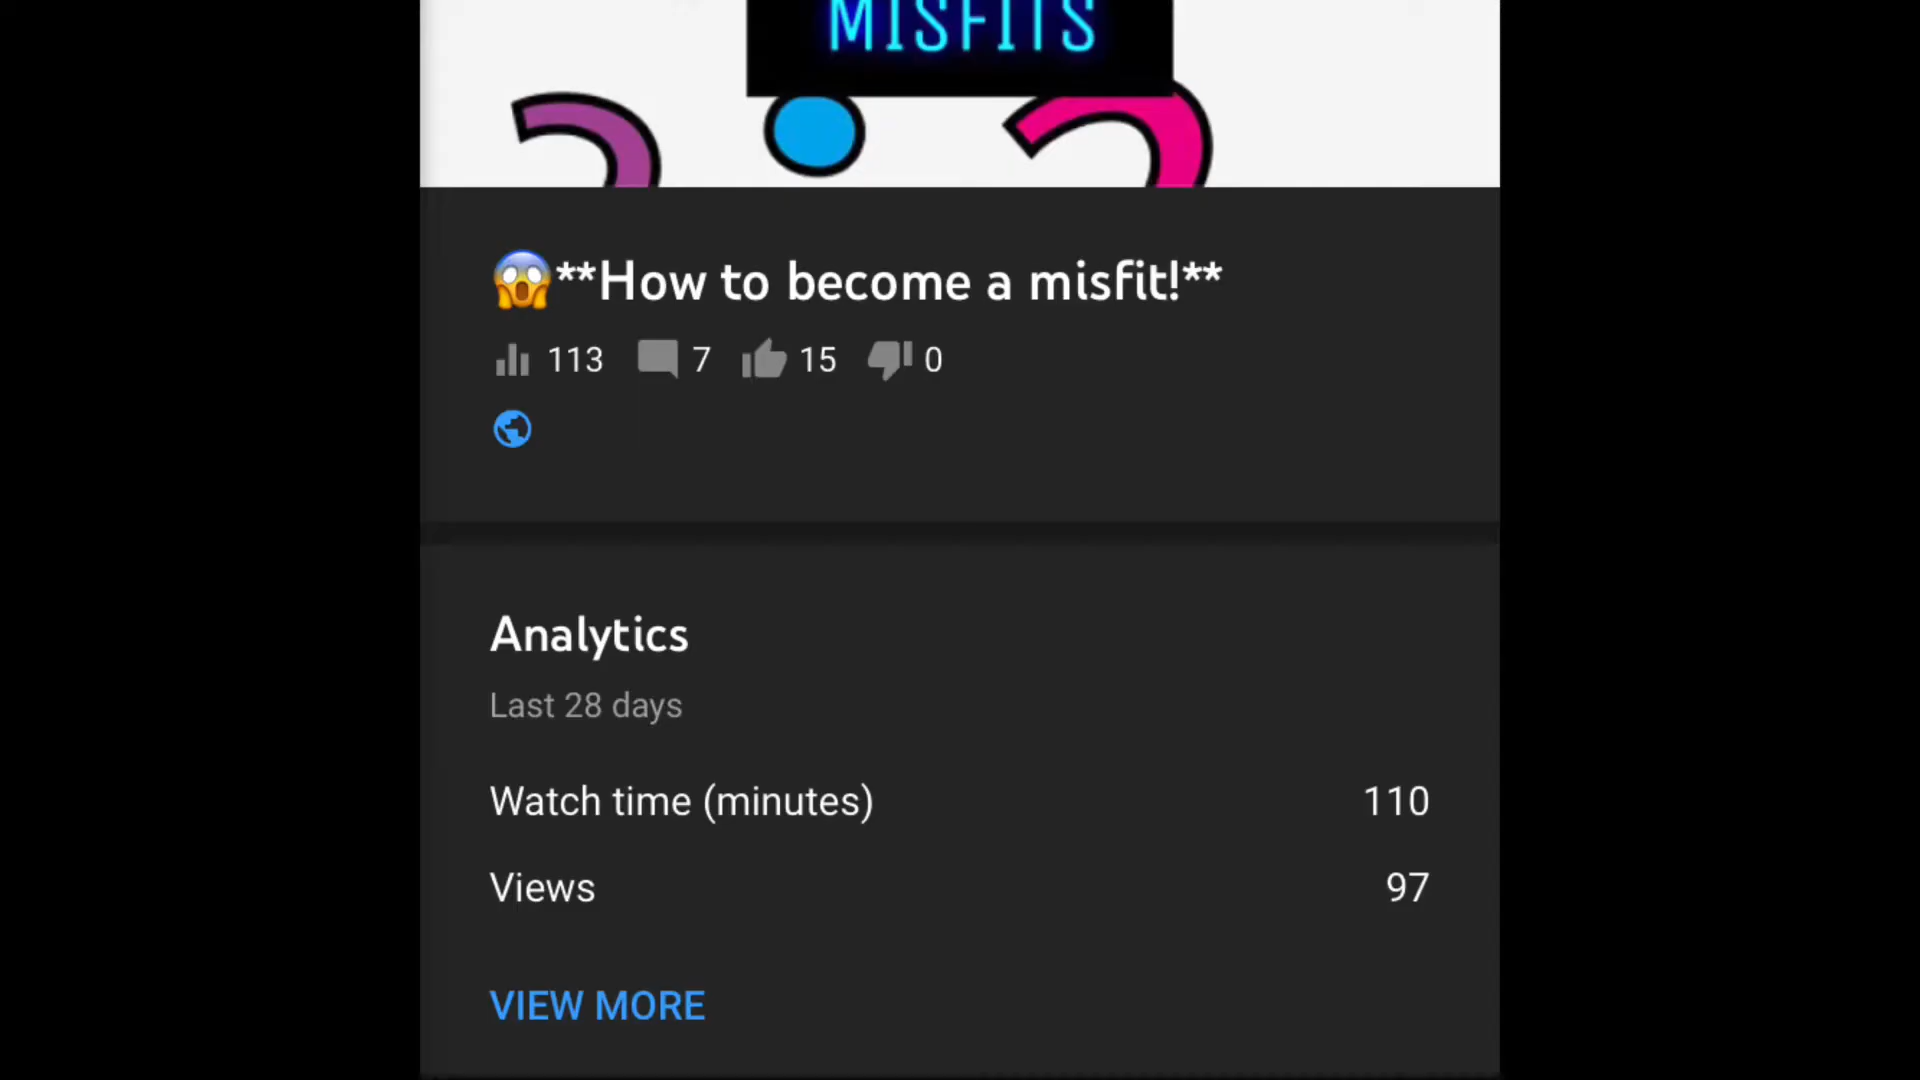 MISFITS
😱**How to become a misfit!**
113 7 15 0
Analytics
Last 28 days
Watch time (minutes) 110
Views 97
VIEW MORE